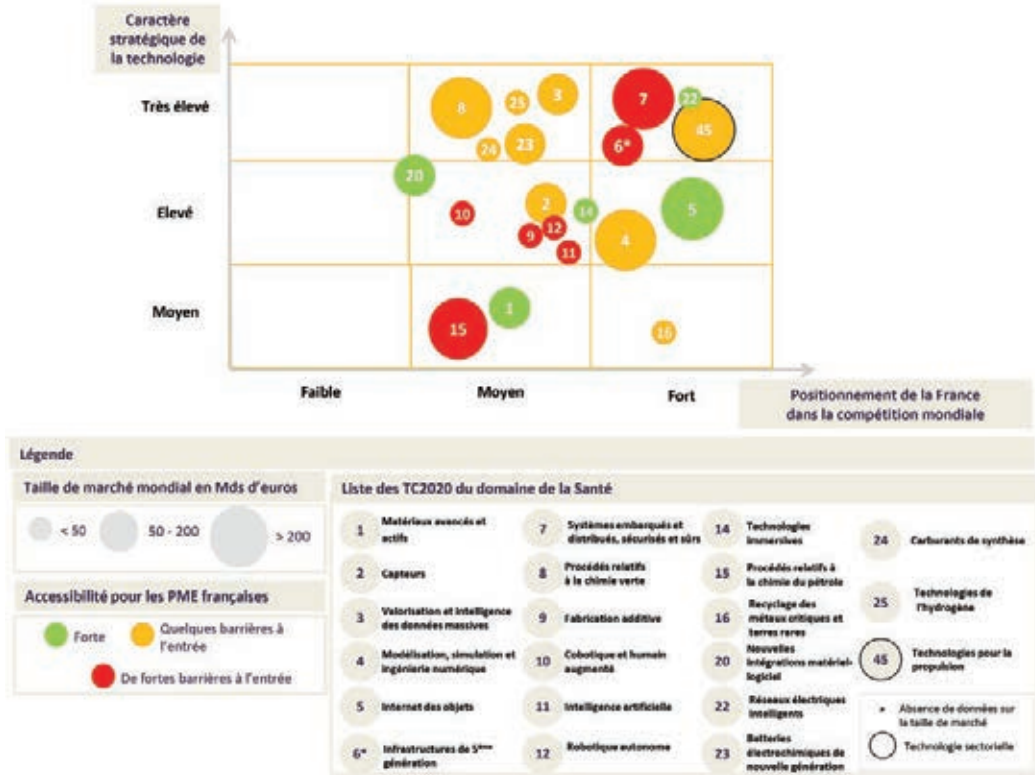 Caractère
stratégique de
la technologie
Très élevé
8
25
3
7
22
45
24
23
6*
20
Elevé
10
2
14
5
9
12
4
11
Moyen
15
1
16
Faible
Moyen
Fort
Positionnement de la France
dans la compétition mondiale
Légende
Taille de marché mondial en Mds d'euros
< 50
50 - 200
> 200
Accessibilité pour les PME françaises
Forte
Quelques barrières à
l'entrée
De fortes barrières à l'entrée
Liste des TC2020 du domaine de la Santé
1 Matériaux avancés et
actifs
2 Capteurs
3 Valorisation et intelligence
des données massives
4 Modélisation, simulation et
ingénierie numérique
5 Internet des objets
6* Infrastructures de 5ème
génération
7 Systèmes embarqués et
distribués, sécurisés et sûrs
8 Procédés relatifs
à la chimie verte
9 Fabrication additive
10 Cobotique et humain
augmenté
11 Intelligence artificielle
12 Robotique autonome
14 Technologies
immersives
15 Procédés relatifs à
la chimie du pétrole
16 Recyclage des
métaux critiques et
terres rares
20 Nouvelles
intégrations matériel-
logiciel
22 Réseaux électriques
intelligents
23 Batteries
électrochimiques de
nouvelle génération
24 Carburants de synthèse
25 Technologies de
l'hydrogène
45 Technologies pour la
propulsion
* Absence de données sur
la taille de marché
Technologie sectorielle